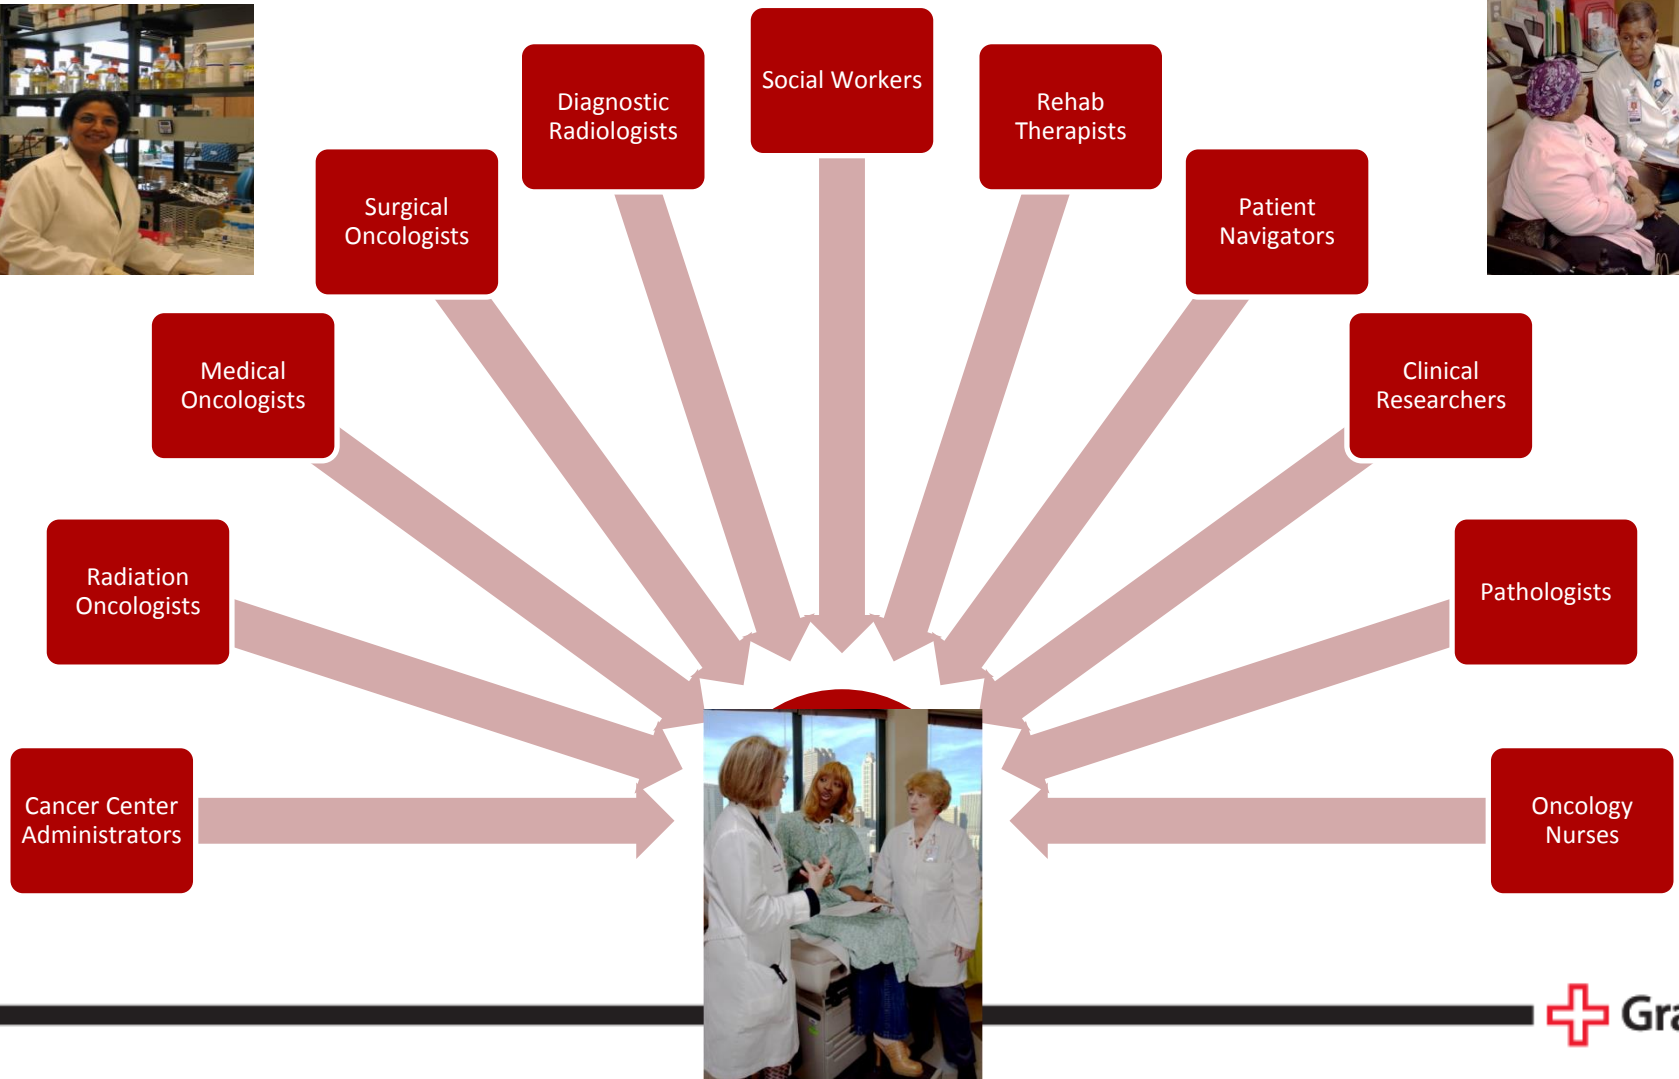 Social Workers
Diagnostic
Radiologists
Rehab
Therapists
Surgical
Oncologists
Patient
Navigators
Medical
Oncologists
Clinical
Researchers
Radiation
Oncologists
Pathologists
Cancer Center
Administrators
Oncology
Nurses
Gra